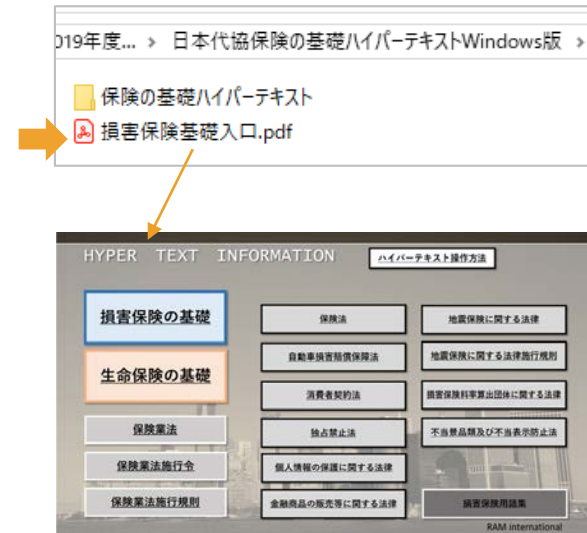 019年度... › 日本代協保険の基礎ハイパーテキストWindows版 ›
保険の基礎ハイパーテキスト
損害保険基礎入口.pdf
HYPER TEXT INFORMATION
ハイパーテキスト操作方法
損害保険の基礎
生命保険の基礎
保険業法
保険業法施行令
保険業法施行規則
保険法
自動車損害賠償保障法
消費者契約法
独占禁止法
個人情報の保護に関する法律
金融商品の販売等に関する法律
地震保険に関する法律
地震保険に関する法律施行規則
損害保険料率算出団体に関する法律
不当景品類及び不当表示防止法
損害保険用語集
RAM international